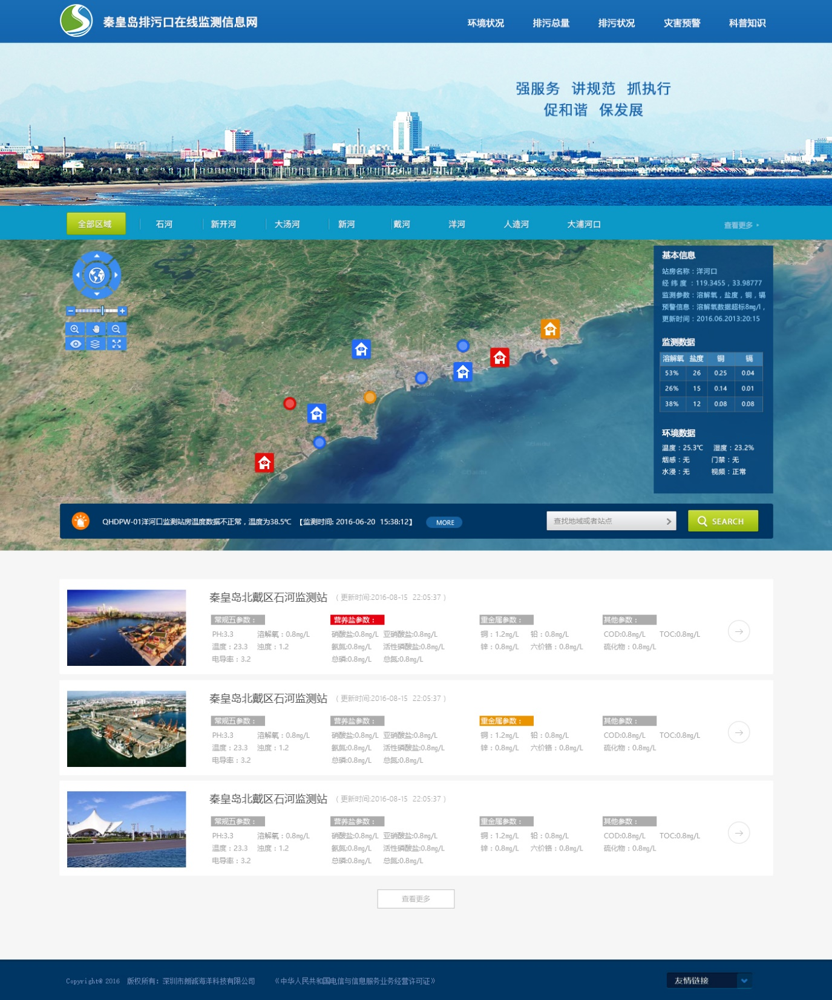 秦皇岛排污口在线监测信息网
环境状况 排污总量 排污状况 灾害预警 科普知识
强服务 讲规范 抓执行
促和谐 保发展
全部区域 石河 新开河 大汤河 新河 戴河 洋河 人造河 大浦河口 查看更多
基本信息
站房名称：洋河口
经 纬 度 ：119.3455，33.98777
监测参数：溶解氧，盐度，铜，镉
预警信息：溶解氧数据超标8mg/l，
更新时间：2016.06.2013:20:15
监测数据
溶解氧 盐度 铜 镉
53% 26 0.25 0.04
26% 15 0.14 0.01
38% 12 0.08 0.08
环境数据
温度：25.3℃ 湿度：23.2%
烟感：无 门禁：无
水浸：无 视频：正常
QHDPW-01洋河口监测站房温度数据不正常，温度为38.5℃ 【监测时间: 2016-06-20 15:38:12】 MORE 查找地域或者站点 SEARCH
秦皇岛北戴区石河监测站 （更新时间:2016-08-15 22:05:37）
常规五参数： 营养盐参数： 重金属参数： 其他参数：
PH:3.3 溶解氧：0.8mg/L 硝酸盐:0.8mg/L 亚硝酸盐:0.8mg/L 铜：1.2mg/L 铅：0.8mg/L COD:0.8mg/L TOC:0.8mg/L
温度：23.3 浊度：1.2 氨氮:0.8mg/L 活性磷酸盐:0.8mg/L 锌：0.8mg/L 六价铬：0.8mg/L 硫化物：0.8mg/L
电导率：3.2 总磷:0.8mg/L 总氮:0.8mg/L
秦皇岛北戴区石河监测站 （更新时间:2016-08-15 22:05:37）
常规五参数： 营养盐参数： 重金属参数： 其他参数：
PH:3.3 溶解氧：0.8mg/L 硝酸盐:0.8mg/L 亚硝酸盐:0.8mg/L 铜：1.2mg/L 铅：0.8mg/L COD:0.8mg/L TOC:0.8mg/L
温度：23.3 浊度：1.2 氨氮:0.8mg/L 活性磷酸盐:0.8mg/L 锌：0.8mg/L 六价铬：0.8mg/L 硫化物：0.8mg/L
电导率：3.2 总磷:0.8mg/L 总氮:0.8mg/L
秦皇岛北戴区石河监测站 （更新时间:2016-08-15 22:05:37）
常规五参数： 营养盐参数： 重金属参数： 其他参数：
PH:3.3 溶解氧：0.8mg/L 硝酸盐:0.8mg/L 亚硝酸盐:0.8mg/L 铜：1.2mg/L 铅：0.8mg/L COD:0.8mg/L TOC:0.8mg/L
温度：23.3 浊度：1.2 氨氮:0.8mg/L 活性磷酸盐:0.8mg/L 锌：0.8mg/L 六价铬：0.8mg/L 硫化物：0.8mg/L
电导率：3.2 总磷:0.8mg/L 总氮:0.8mg/L
查看更多
Copyright@ 2016 版权所有：深圳市朗诚海洋科技有限公司 《中华人民共和国电信与信息服务业务经营许可证》 友情链接